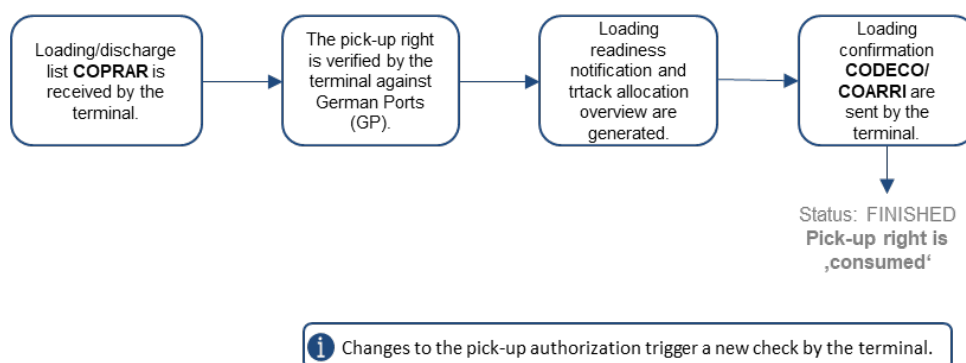 Loading/discharge
list COPRAR is
received by the
terminal.
The pick-up right
is verified by the
terminal against
German Ports
(GP).
Loading
readiness
notification and
trtack allocation
overview are
generated.
Loading
confirmation
CODECO/
COARRI are
sent by the
terminal.
Status: FINISHED
Pick-up right is
‚consumed‘
i Changes to the pick-up authorization trigger a new check by the terminal.